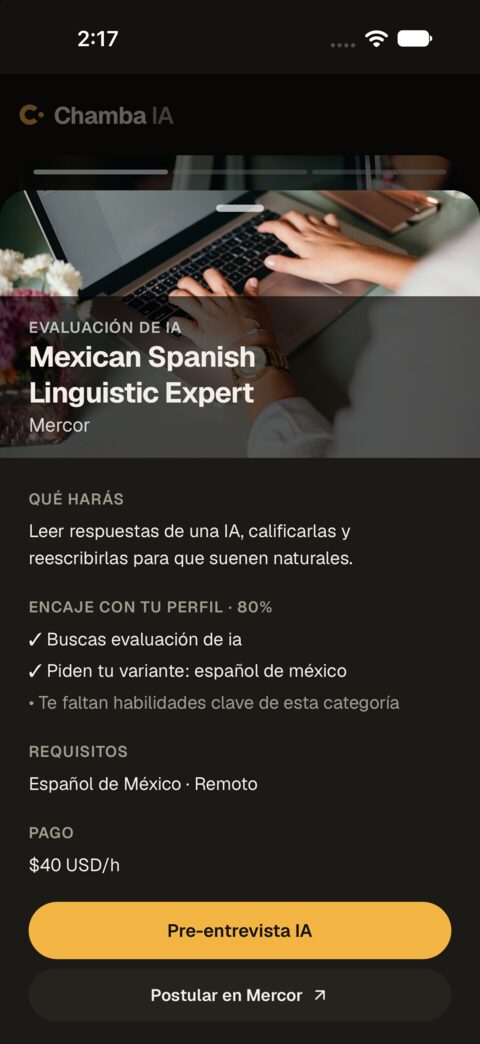 2:17
Chamba IA
EVALUACIÓN DE IA
Mexican Spanish
Linguistic Expert
Mercor
QUÉ HARÁS
Leer respuestas de una IA, calificarlas y
reescribirlas para que suenen naturales.
ENCAJE CON TU PERFIL · 80%
✓ Buscas evaluación de ia
✓ Piden tu variante: español de méxico
• Te faltan habilidades clave de esta categoría
REQUISITOS
Español de México · Remoto
PAGO
$40 USD/h
Pre-entrevista IA
Postular en Mercor ↗